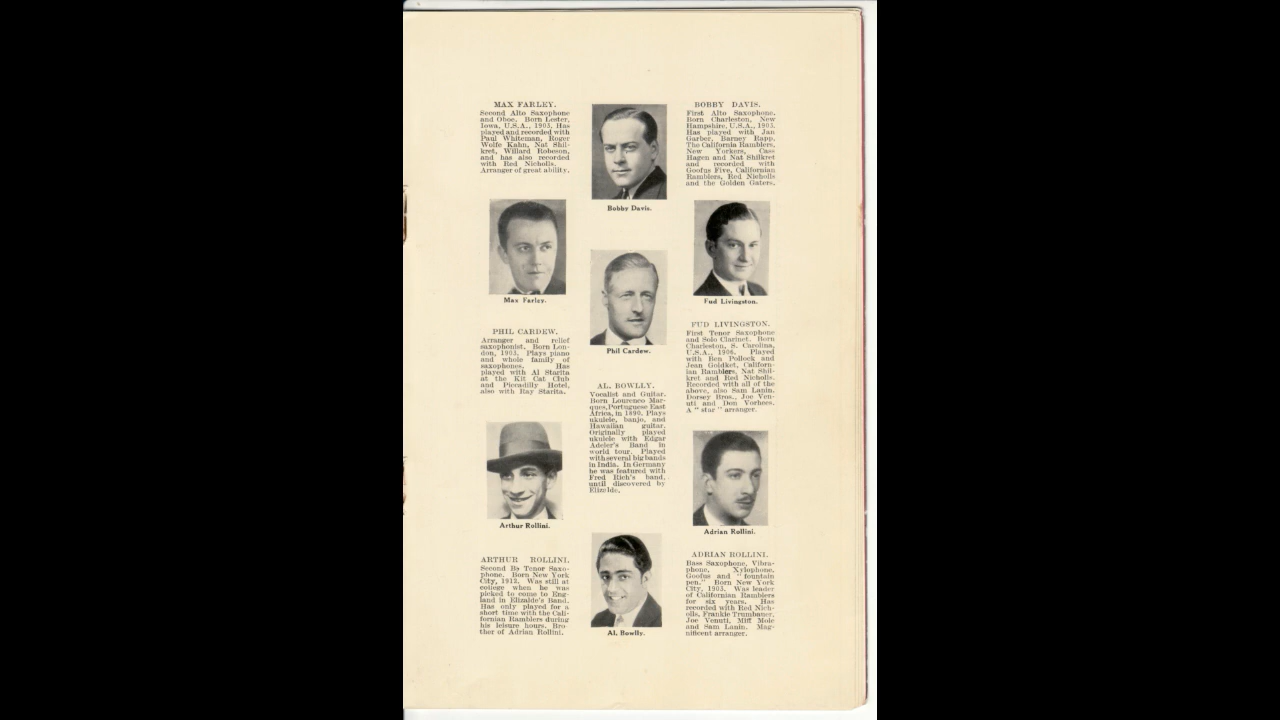 MAX FARLEY.
Second Alto Saxophone
and Oboe. Born Lester,
Iowa, U.S.A., 1903. Has
played and recorded with
Paul Whiteman, Roger
Wolfe Kahn, Nat Shil-
kret, Willard Robeson,
and has also recorded
with Red Nicholls.
Arranger of great ability.
Bobby Davis.
BOBBY DAVIS.
First Alto Saxophone.
Born Charleston, New
Hampshire, U.S.A., 1903.
Has played with Jan
Garber, Barney Rapp,
The California Ramblers,
New Yorkers, Cass
Hagen and Nat Shilkret
and recorded with
Goofus Five, Californian
Ramblers, Red Nicholls
and the Golden Gaters.
Max Farley.
Fud Livingston.
Phil Cardew.
PHIL CARDEW.
Arranger and relief
saxophonist. Born Lon-
don, 1903. Plays piano
and whole family of
saxophones. Has
played with Al Starita
at the Kit Cat Club
and Piccadilly Hotel,
also with Ray Starita.
FUD LIVINGSTON.
First Tenor Saxophone
and Solo Clarinet. Born
Charleston, S. Carolina,
U.S.A., 1906. Played
with Ben Pollock and
Jean Goldket, Californ-
ian Ramblers, Nat Shil-
kret and Red Nicholls.
Recorded with all of the
above, also Sam Lanin,
Dorsey Bros., Joe Ven-
uti and Don Vorhees.
A "star" arranger.
AL. BOWLLY.
Vocalist and Guitar.
Born Lourenco Mar-
ques, Portuguese East
Africa, in 1890. Plays
ukulele, banjo, and
Hawaiian guitar.
Originally played
ukulele with Edgar
Adeler's Band in
world tour. Played
with several big bands
in India. In Germany
he was featured with
Fred Rich's band,
until discovered by
Elizalde.
Arthur Rollini.
Adrian Rollini.
ARTHUR ROLLINI.
Second B♭ Tenor Saxo-
phone. Born New York
City, 1913. Was still at
college when he was
picked to come to Eng-
land in Elizalde's Band.
Has only played for a
short time with the Cali-
fornian Ramblers during
his leisure hours. Bro-
ther of Adrian Rollini.
Al. Bowlly.
ADRIAN ROLLINI.
Bass Saxophone, Vibra-
phone, Xylophone,
Goofus and "fountain
pen." Born New York
City, 1903. Was leader
of Californian Ramblers
for six years. Has
recorded with Red Nich-
olls, Frankie Trumbauer,
Joe Venuti, Miff Mole
and Sam Lanin. Mag-
nificent arranger.